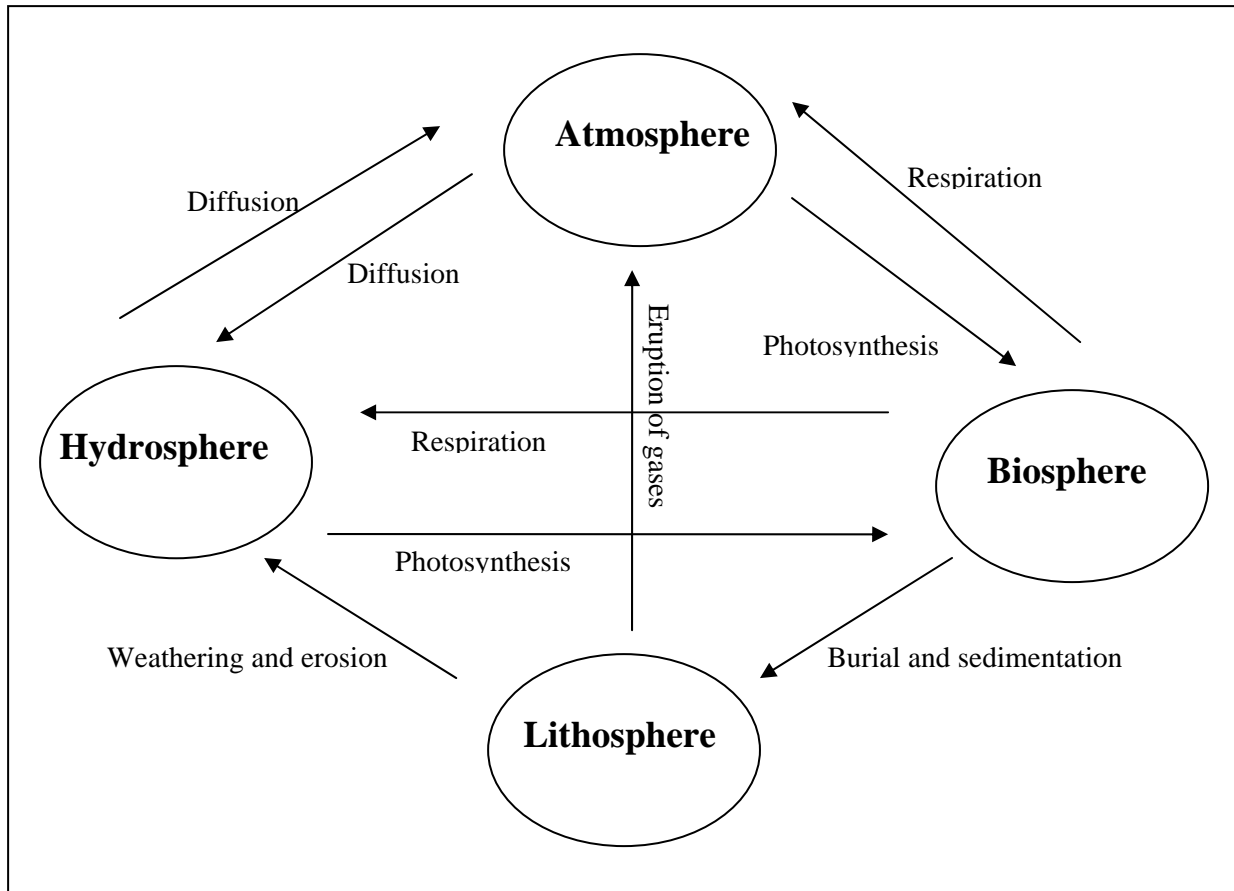 Atmosphere
Respiration
Diffusion
Diffusion
Eruption of gases
Photosynthesis
Hydrosphere
Respiration
Biosphere
Photosynthesis
Weathering and erosion
Burial and sedimentation
Lithosphere